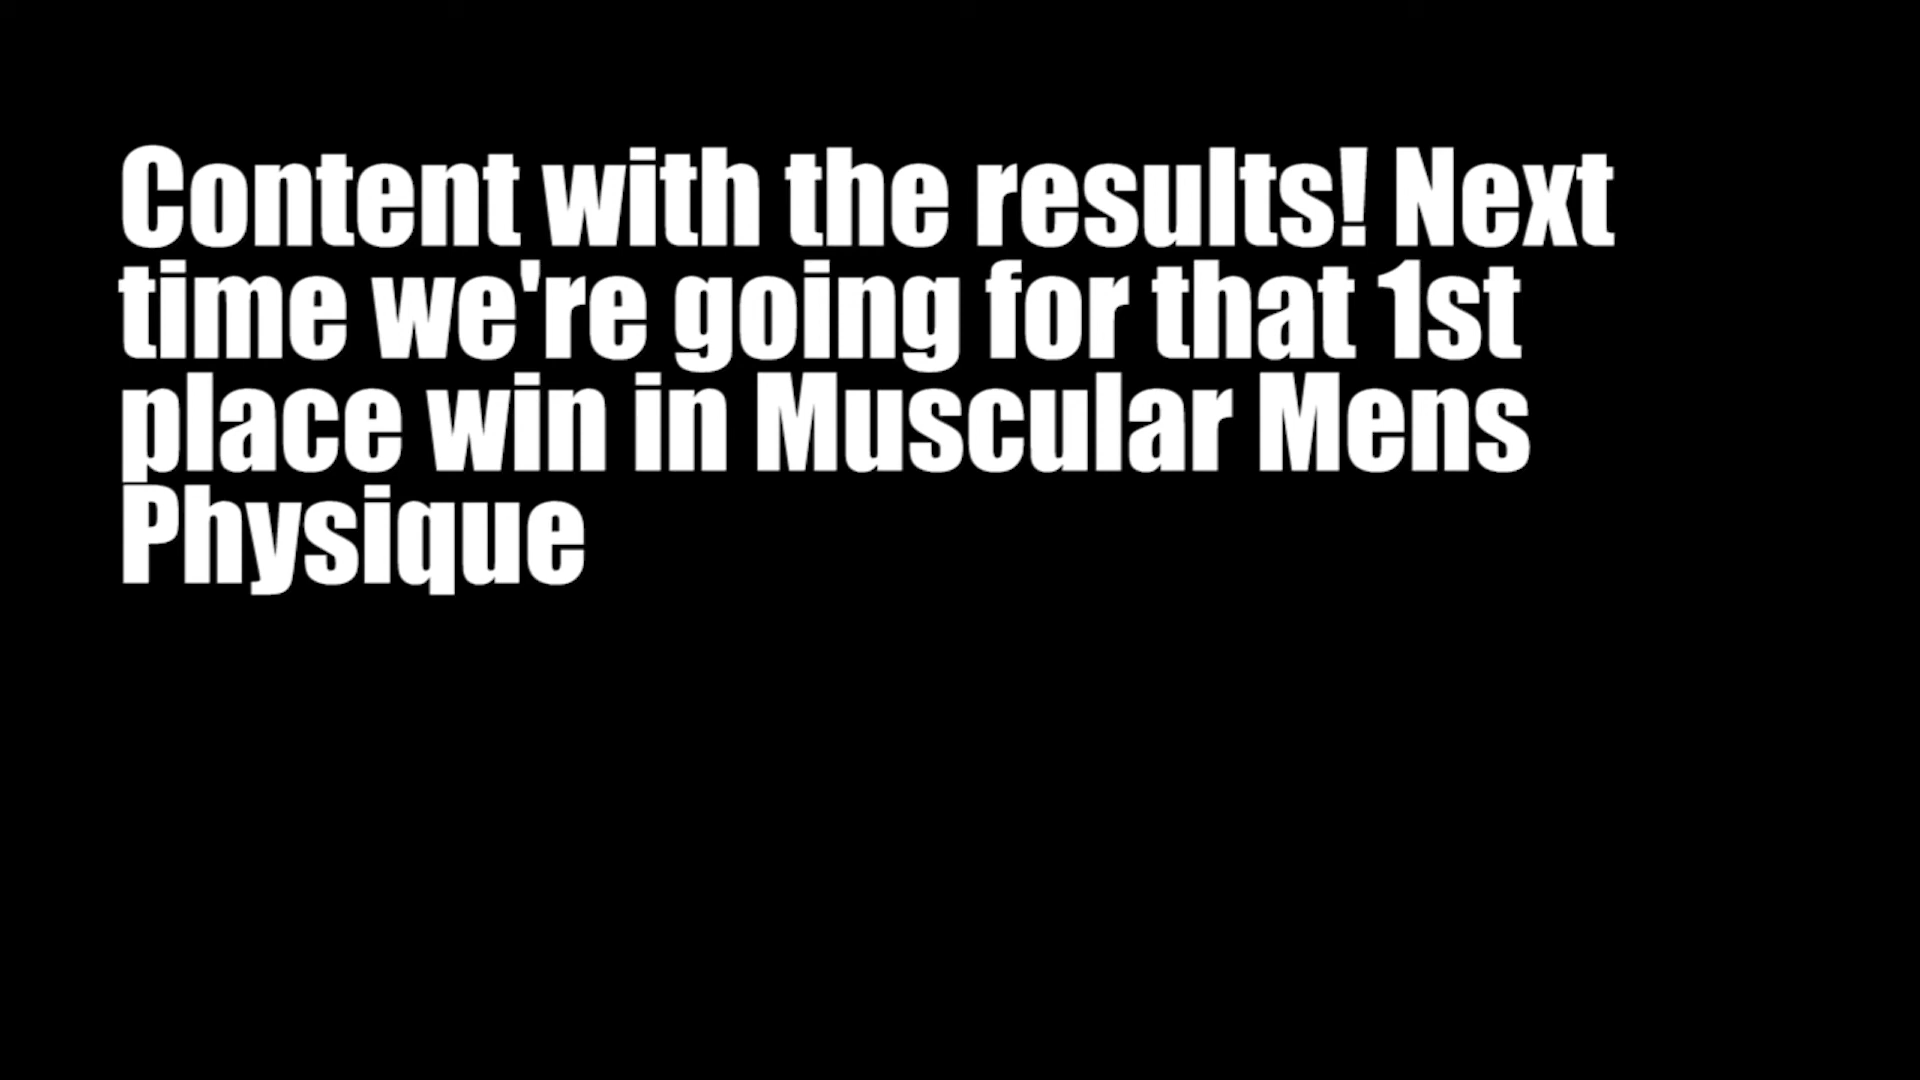 Content with the results! Next
time we're going for that 1st
place win in Muscular Mens
Physique